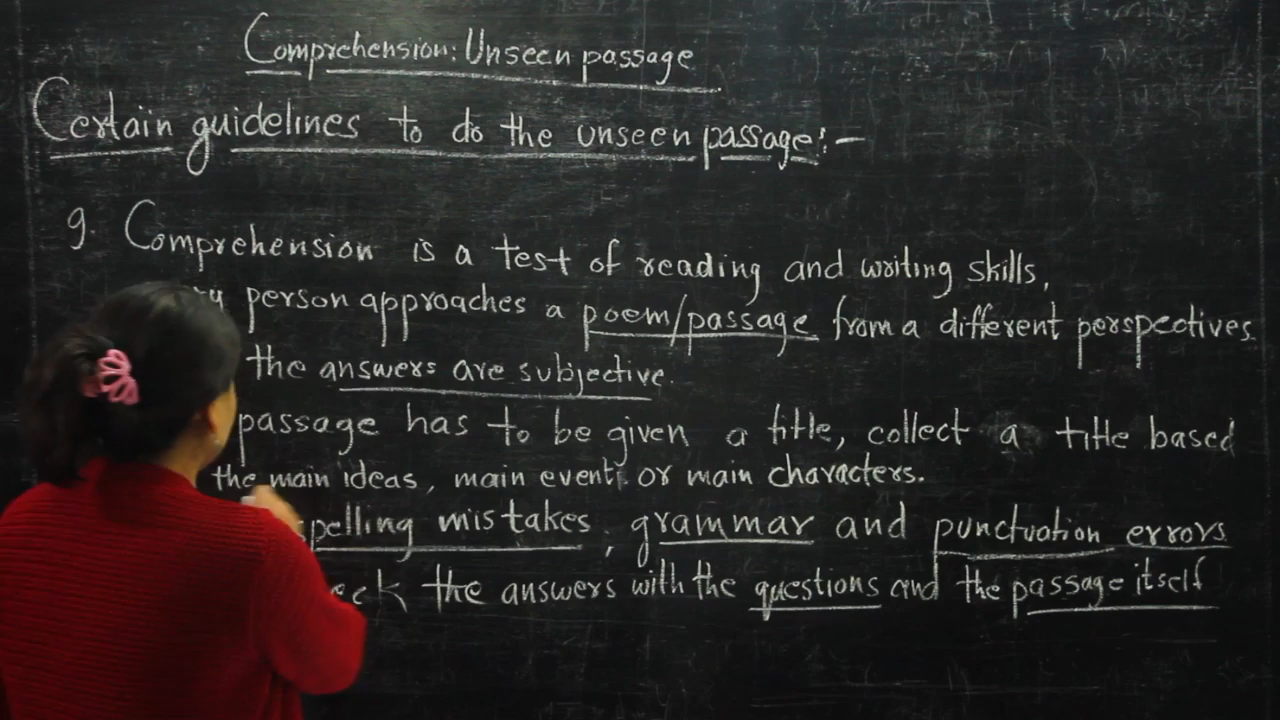 Comprehension: Unseen passage
Certain guidelines to do the unseen passage:-
g. Comprehension is a test of reading and writing skills,
person approaches a poem/passage from a different perspectives.
the answers are subjective.
passage has to be given a title, collect a title based
the main ideas, main event, or main characters.
spelling mistakes, grammar and punctuation errors
the answers with the questions and the passage itself